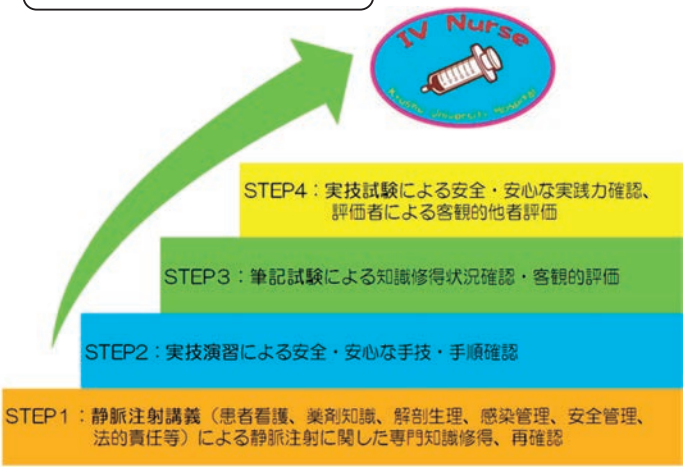 IV Nurse
Kyushu University Hospital
STEP4：実技試験による安全・安心な実践力確認、
評価者による客観的他者評価
STEP3：筆記試験による知識修得状況確認・客観的評価
STEP2：実技演習による安全・安心な手技・手順確認
STEP1：静脈注射講義（患者看護、薬剤知識、解剖生理、感染管理、安全管理、
法的責任等）による静脈注射に関した専門知識修得、再確認